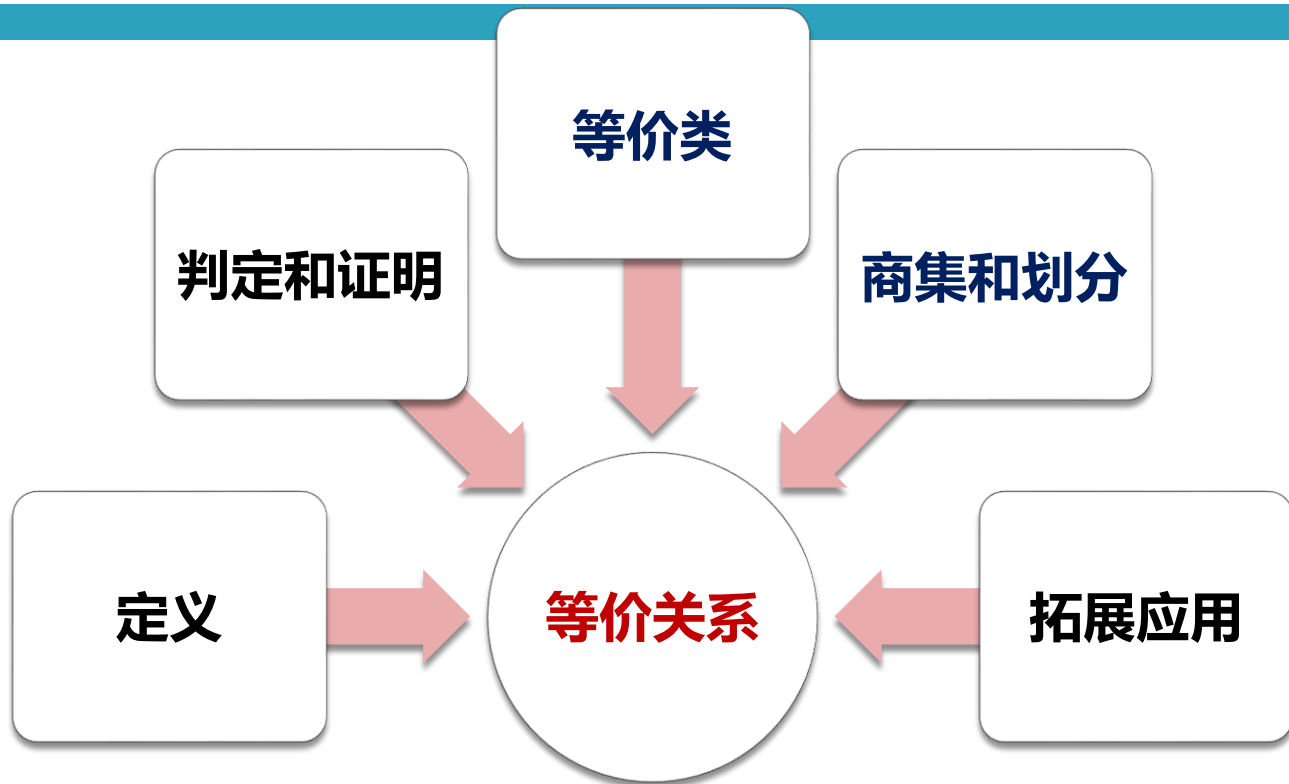 等价类
判定和证明
商集和划分
定义
等价关系
拓展应用